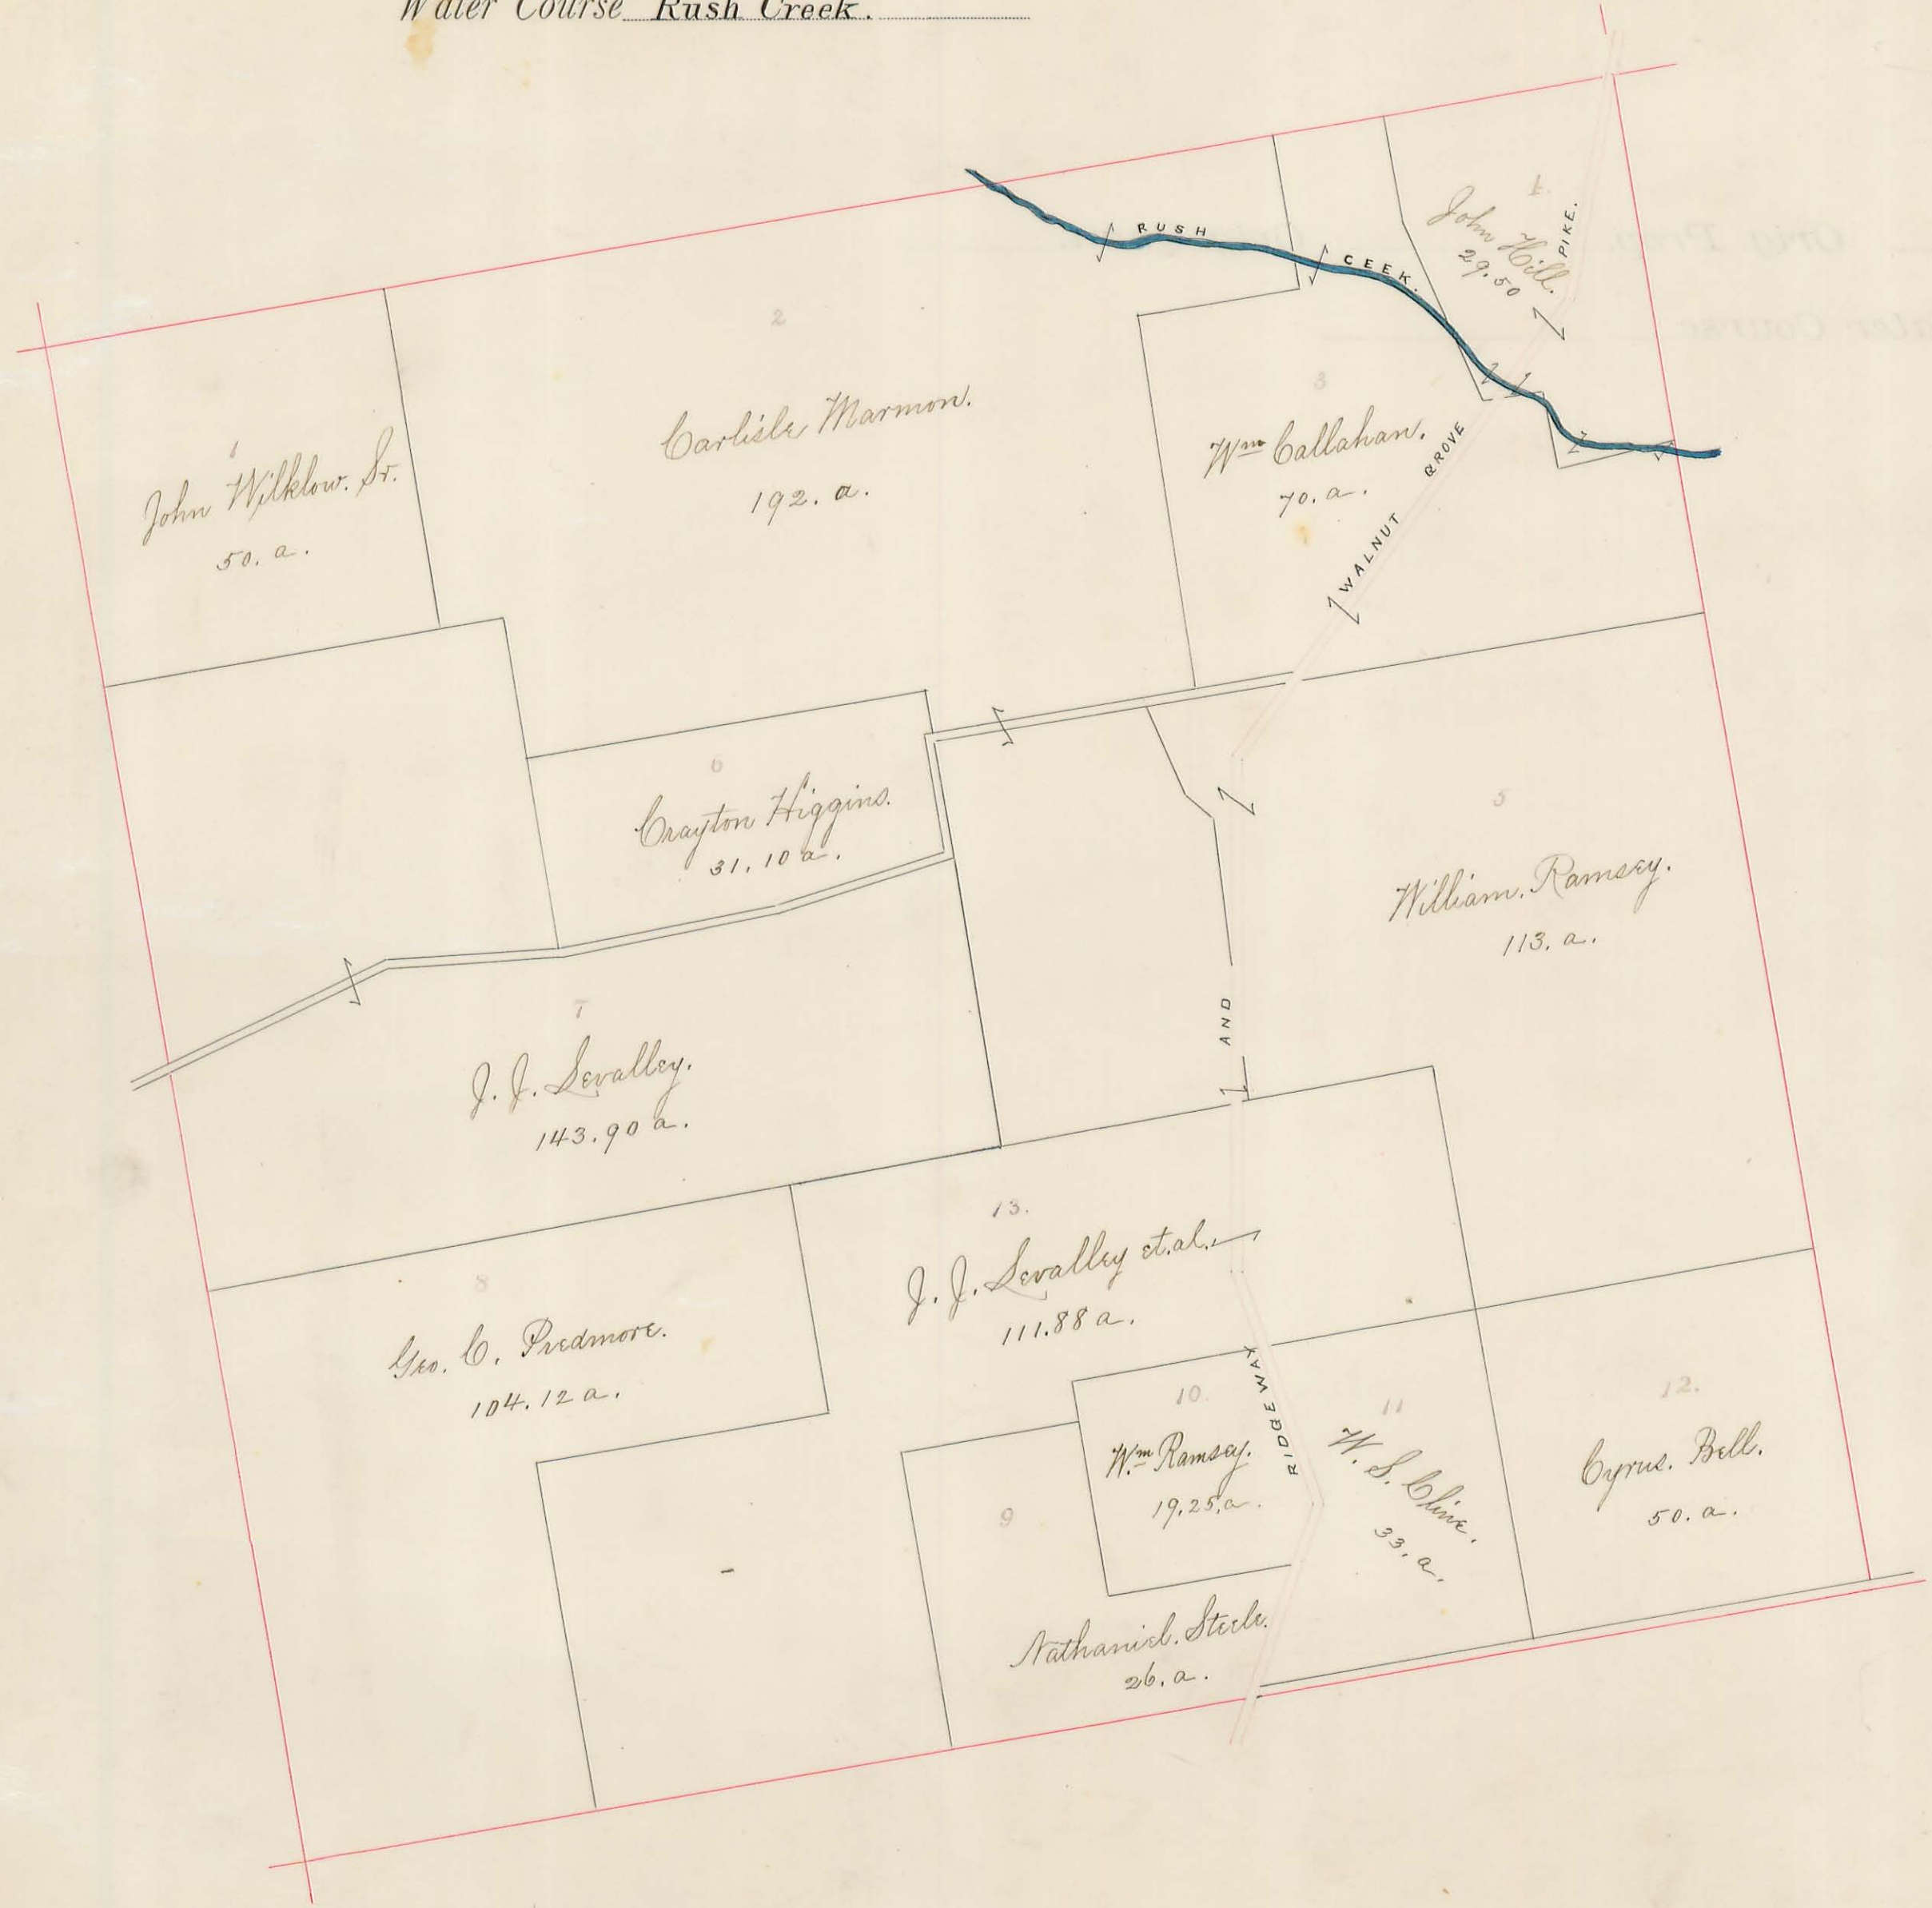 Water Course Rush Creek.
RUSH
CEEK.
4.
John Hill.
29.50
PIKE.
2
Carlisle Marmon.
192. a.
3
Wm Callahan.
70. a.
WALNUT GROVE
1
John Wilklow. Sr.
50. a.
6
Crayton Higgins.
31.10 a.
5
William. Ramsey.
113. a.
AND
7
J. J. Levalley.
143.90 a.
13.
J. J. Levalley et.al.
111.88 a.
8
Geo. C. Predmore.
104.12 a.
RIDGEWAY
10.
Wm Ramsey.
19.25.a.
11
W. S. Cline.
33. a.
12.
Cyrus. Bell.
50. a.
9
Nathaniel. Steele.
26. a.